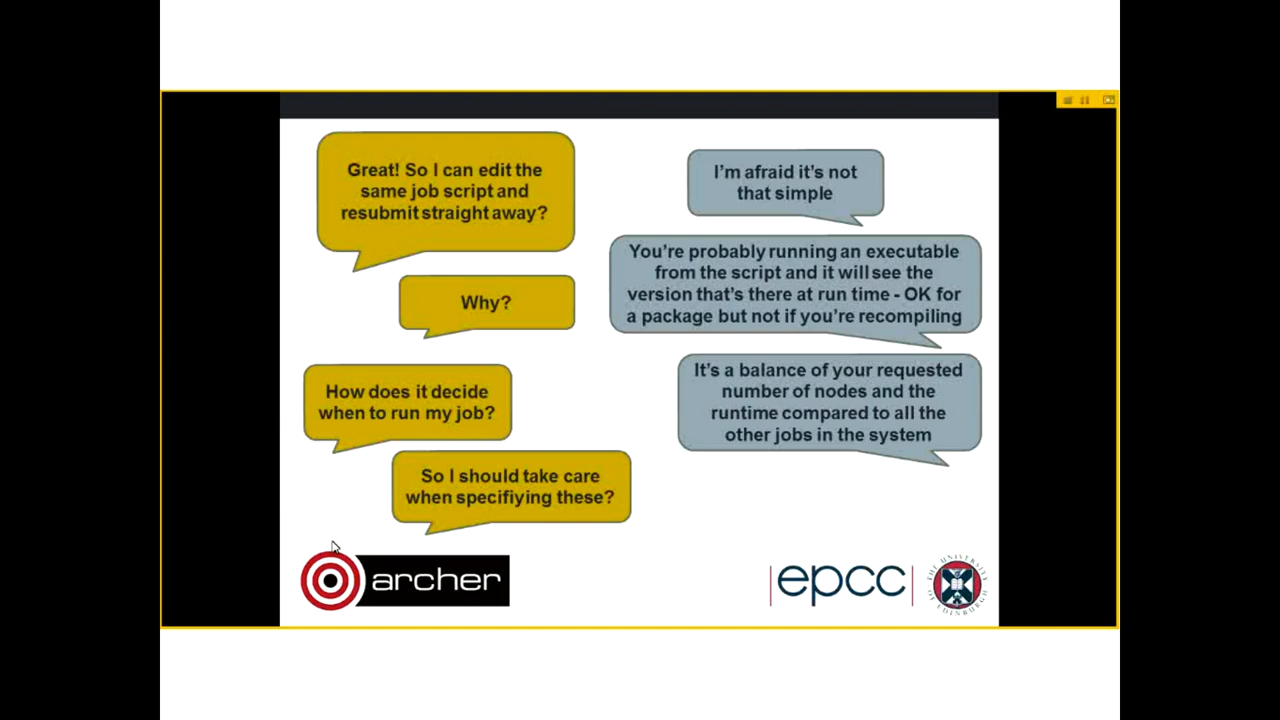 Great! So I can edit the
same job script and
resubmit straight away?
I'm afraid it's not
that simple
Why?
You're probably running an executable
from the script and it will see the
version that's there at run time - OK for
a package but not if you're recompiling
How does it decide
when to run my job?
It's a balance of your requested
number of nodes and the
runtime compared to all the
other jobs in the system
So I should take care
when specifiying these?
archer
epcc
THE UNIVERSITY
OF EDINBURGH